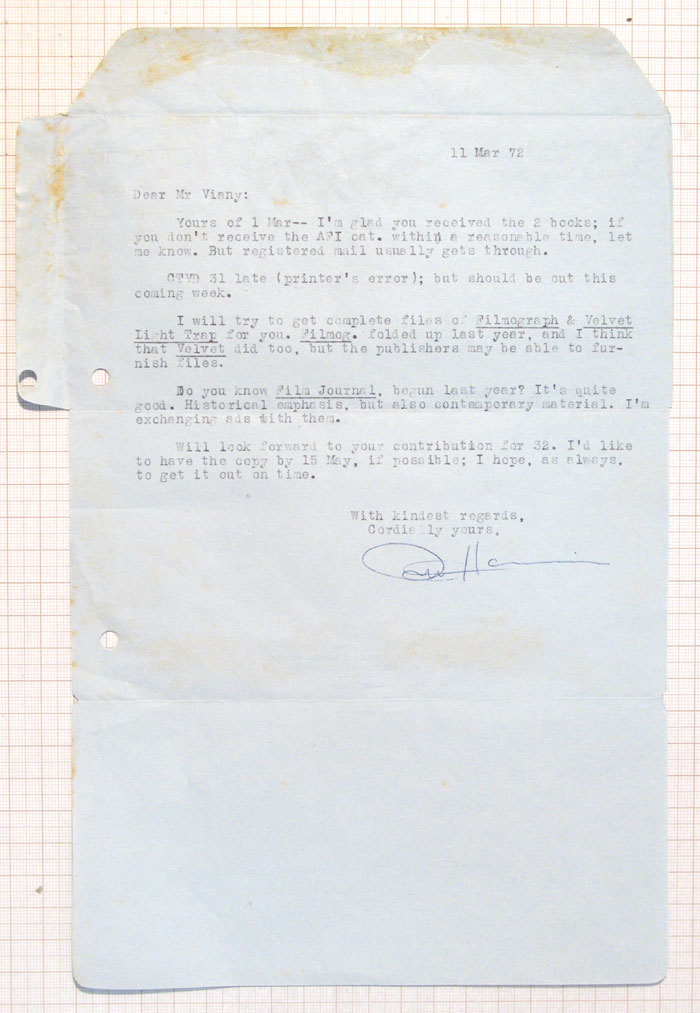 11 Mar 72
Dear Mr Viany:
Yours of 1 Mar-- I'm glad you received the 2 books; if
you don't receive the AFI cat. within a reasonable time, let
me know. But registered mail usually gets through.
CTVD 31 late (printer's error); but should be out this
coming week.
I will try to get complete files of Filmograph & Velvet
Light Trap for you. Filmog. folded up last year, and I think
that Velvet did too, but the publishers may be able to fur-
nish files.
Do you know Film Journal, begun last year? It's quite
good. Historical emphasis, but also contemporary material. I'm
exchanging ads with them.
Will look forward to your contribution for 32. I'd like
to have the copy by 15 May, if possible; I hope, as always,
to get it out on time.
With kindest regards,
Cordially yours,